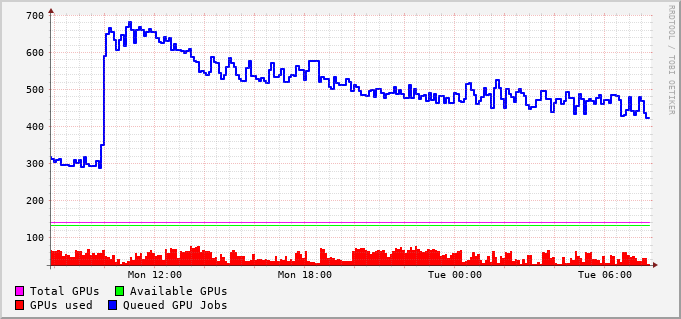 700
600
500
400
300
200
100
Mon 12:00 Mon 18:00 Tue 00:00 Tue 06:00
Total GPUs Available GPUs
GPUs used Queued GPU Jobs
RRDTOOL / TOBI OETIKER